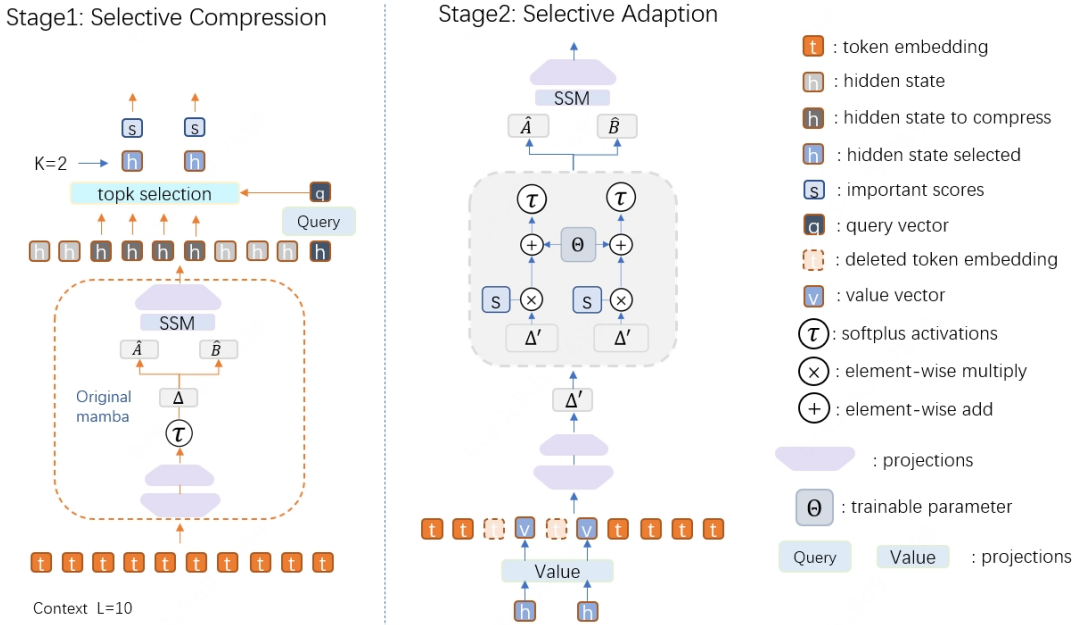 Stage1: Selective Compression
s s
K=2 h h
topk selection q
Query
h h h h h h h h h h
SSM
Â B̂
Original
mamba
Δ
τ
t t t t t t t t t t
Context L=10
Stage2: Selective Adaption
SSM
Â B̂
τ τ
+ Θ +
s × s ×
Δ′ Δ′
Δ′
t t t v t v t t t t
Value
h h
t : token embedding
h : hidden state
h : hidden state to compress
h : hidden state selected
s : important scores
q : query vector
t : deleted token embedding
v : value vector
τ : softplus activations
× : element-wise multiply
+ : element-wise add
: projections
Θ : trainable parameter
Query Value : projections